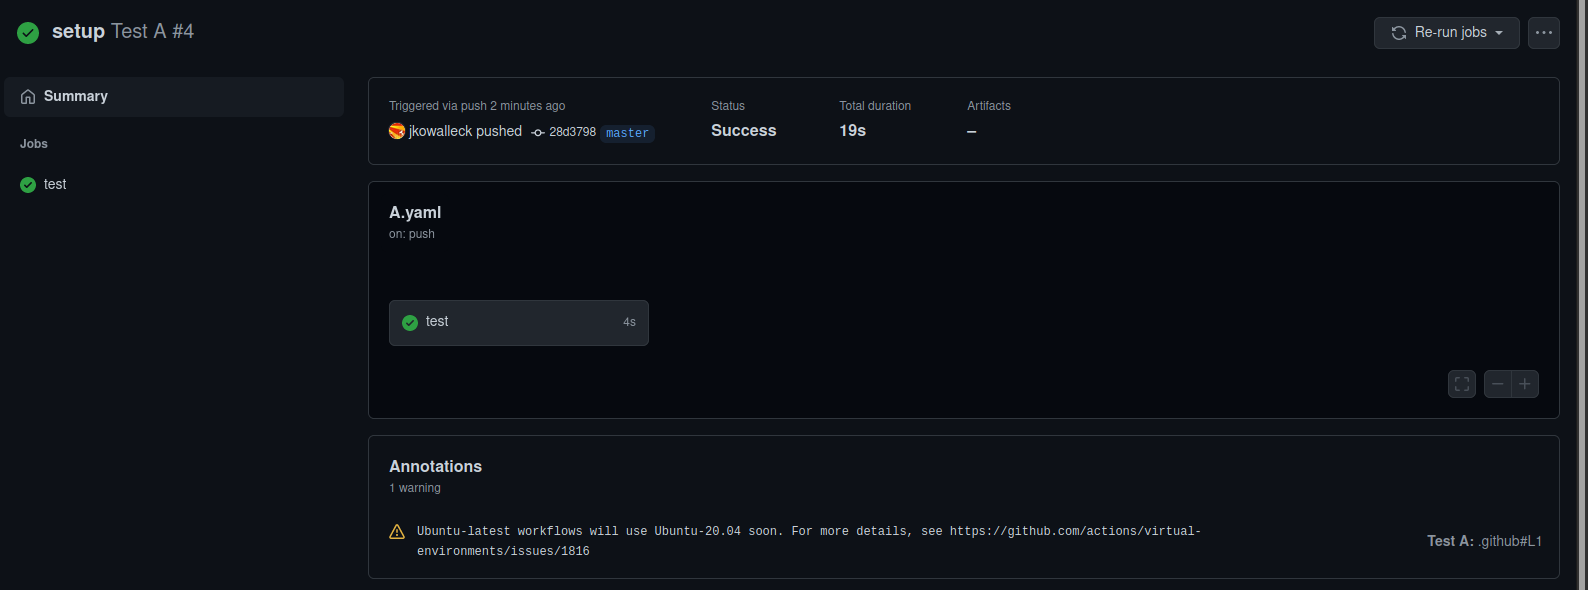 setup Test A #4
Re-run jobs
Summary
Jobs
test
Triggered via push 2 minutes ago
jkowalleck pushed 28d3798 master
Status
Success
Total duration
19s
Artifacts
–
A.yaml
on: push
test 4s
Annotations
1 warning
Ubuntu-latest workflows will use Ubuntu-20.04 soon. For more details, see https://github.com/actions/virtual-
environments/issues/1816
Test A: .github#L1